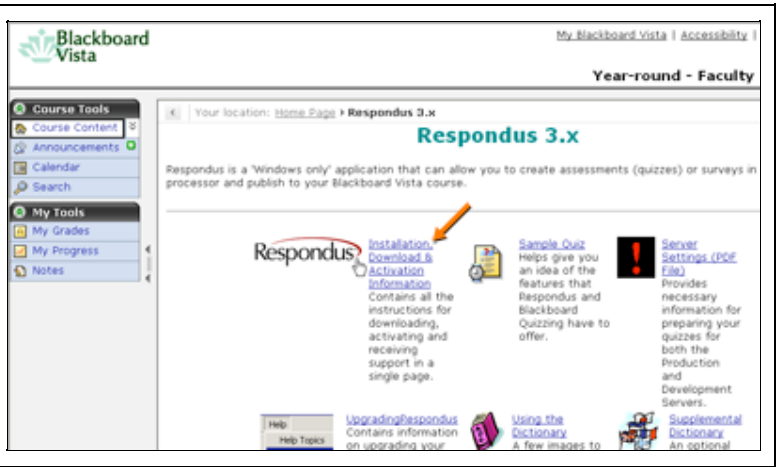 Blackboard
Vista
My Blackboard Vista | Accessibility |
Year-round - Faculty
Course Tools
Course Content
Announcements
Calendar
Search
My Tools
My Grades
My Progress
Notes
Your location: Home Page › Respondus 3.x
Respondus 3.x
Respondus is a 'Windows only' application that can allow you to create assessments (quizzes) or surveys in
processor and publish to your Blackboard Vista course.
Respondus
Installation,
Download &
Activation
Information
Contains all the
instructions for
downloading,
activating and
receiving
support in a
single page.
Sample Quiz
Helps give you
an idea of the
features that
Respondus and
Blackboard
Quizzing have to
offer.
Server
Settings (PDF
File)
Provides
necessary
information for
preparing your
quizzes for
both the
Production
and
Development
Servers.
Help
Help Topics
UpgradingRespondus
Contains information
on upgrading your
Using the
Dictionary
A few images to
Supplemental
Dictionary
An optional